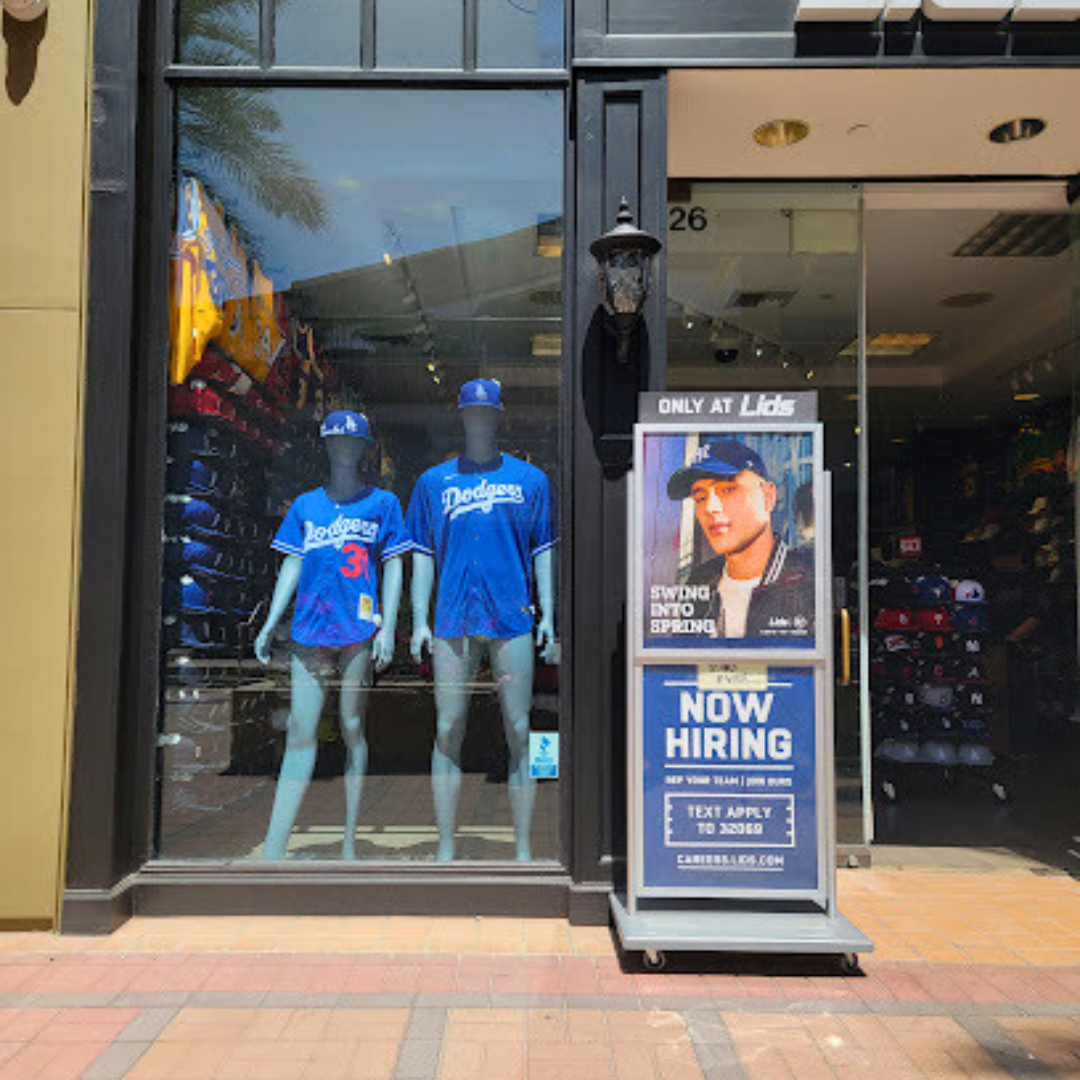 26
ONLY AT Lids
SWING
INTO
SPRING
NOW
HIRING
REP YOUR TEAM | JOIN OURS
TEXT APPLY
TO 32069
CAREERS.LIDS.COM
Dodgers
Dodgers